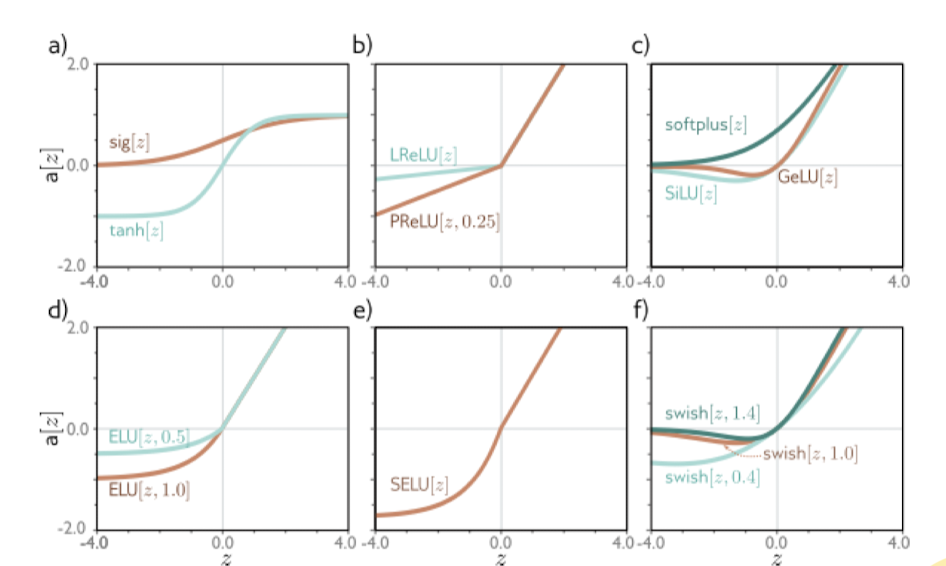 a) b) c)
2.0
sig[z]
a[z]
0.0
tanh[z]
-2.0
-4.0 0.0 4.0
LReLU[z]
PReLU[z, 0.25]
-4.0 0.0 4.0
softplus[z]
GeLU[z]
SiLU[z]
-4.0 0.0 4.0
d) e) f)
2.0
a[z]
0.0
ELU[z, 0.5]
ELU[z, 1.0]
-2.0
-4.0 0.0 4.0
z
SELU[z]
-4.0 0.0 4.0
z
swish[z, 1.4]
swish[z, 1.0]
swish[z, 0.4]
-4.0 0.0 4.0
z